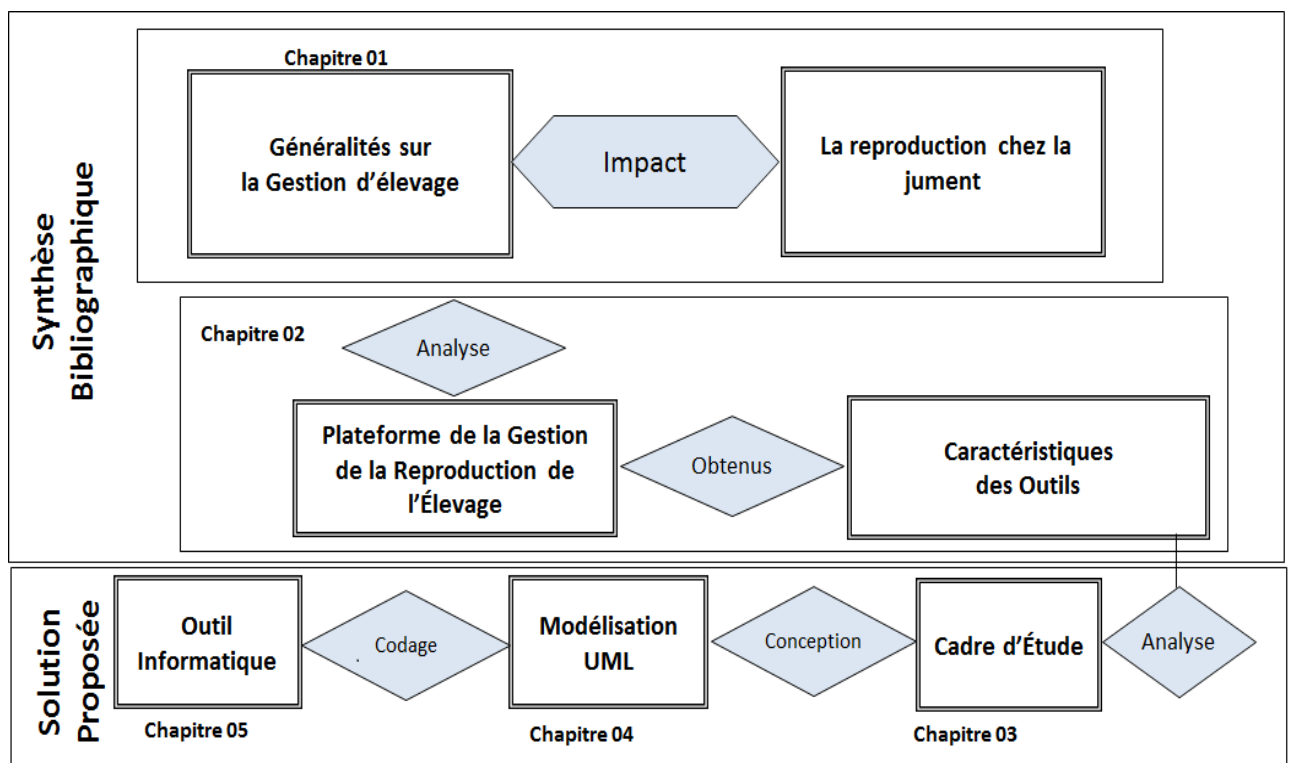 Synthèse
Bibliographique
Chapitre 01
Généralités sur
la Gestion d'élevage
Impact
La reproduction chez la
jument
Chapitre 02
Analyse
Plateforme de la Gestion
de la Reproduction de
l'Élevage
Obtenus
Caractéristiques
des Outils
Solution
Proposée
Outil
Informatique
Codage
.
Modélisation
UML
Conception
Cadre d'Étude
Analyse
Chapitre 05
Chapitre 04
Chapitre 03